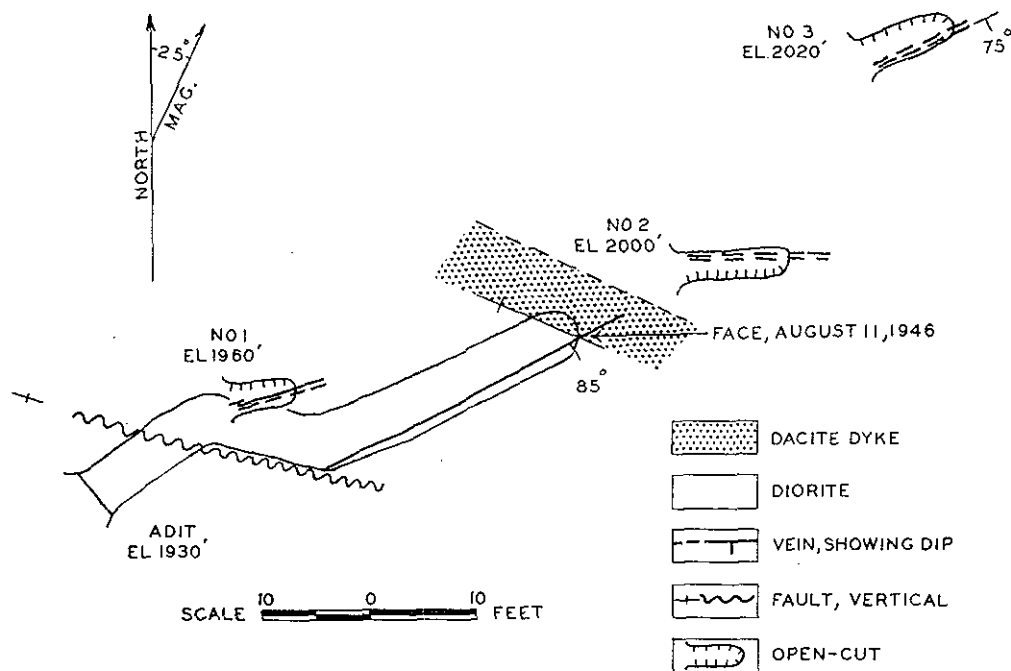 NO 3
EL. 2020'
75°
25°
MAG.
NORTH
NO 2
EL 2000'
NO 1
EL 1960'
FACE, AUGUST 11, 1946
85°
ADIT
EL 1930'
DACITE DYKE
DIORITE
VEIN, SHOWING DIP
FAULT, VERTICAL
OPEN-CUT
SCALE 10 0 10 FEET